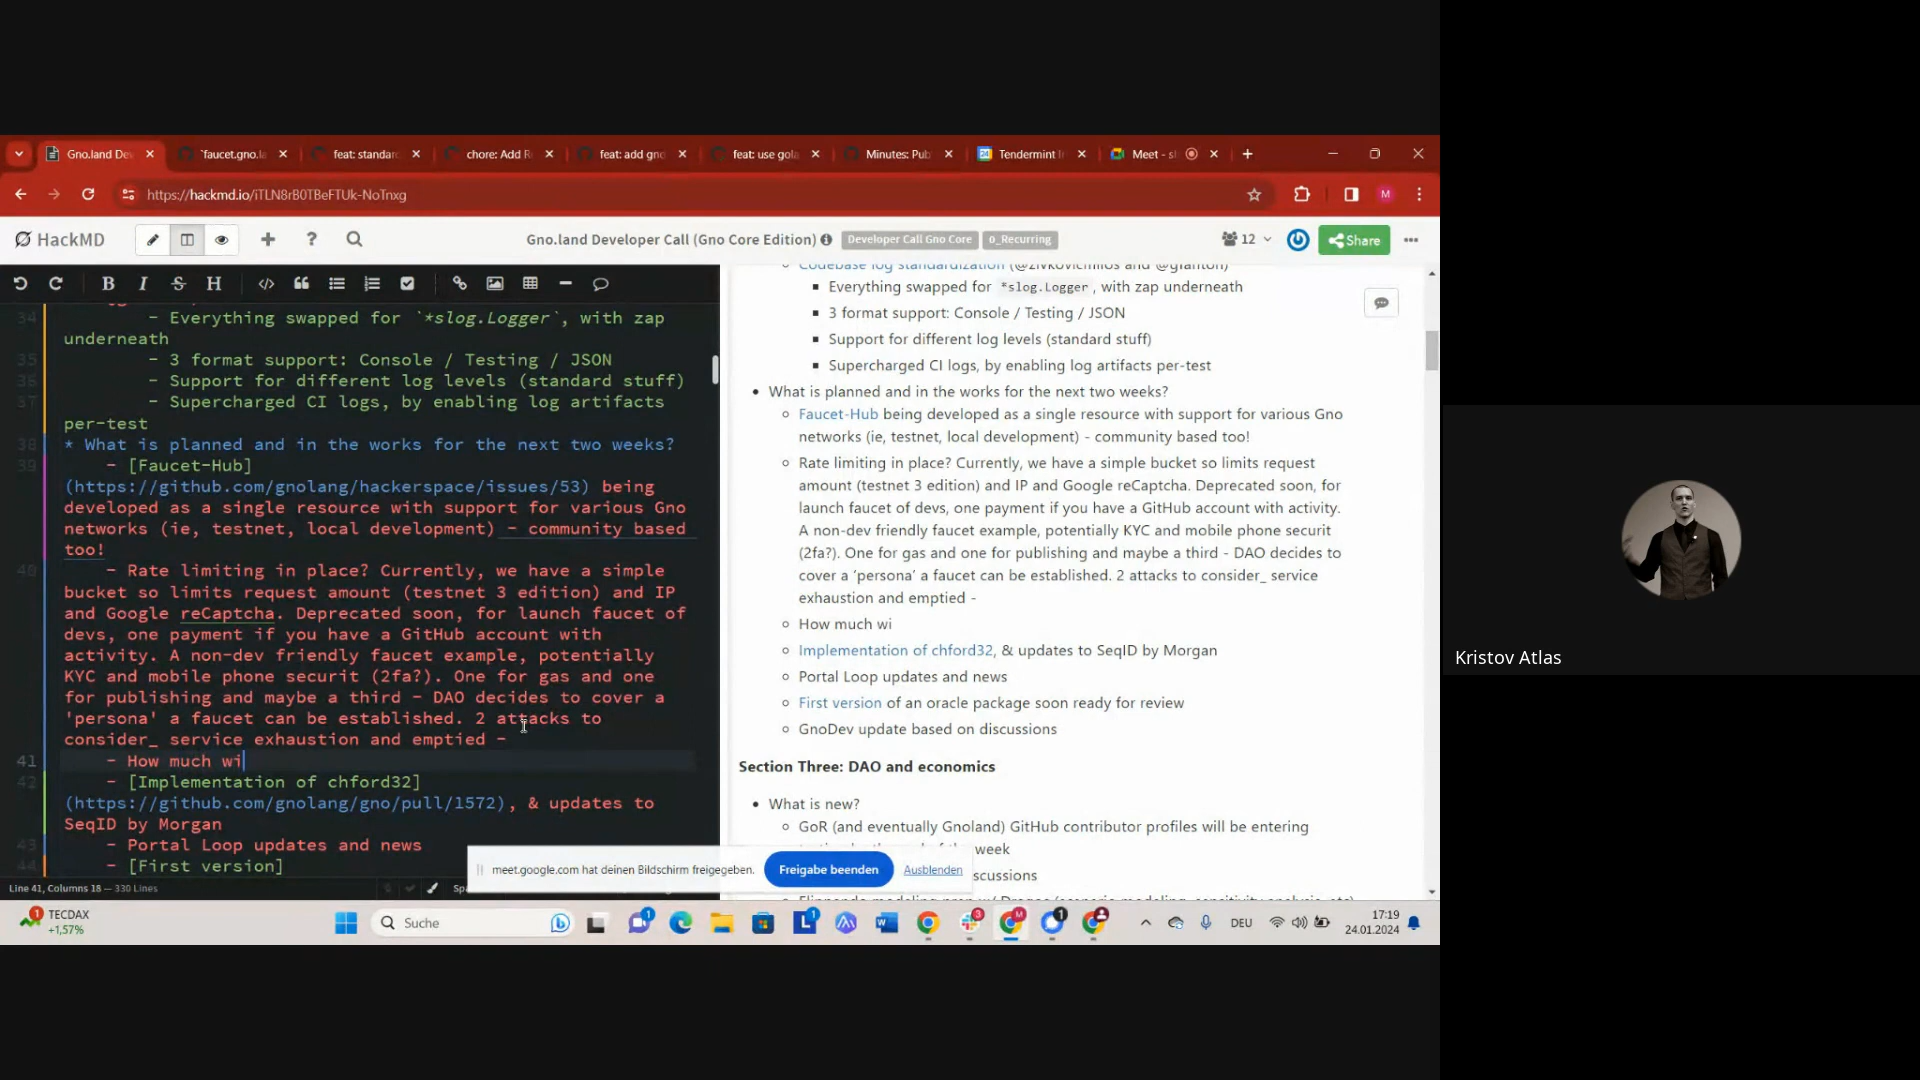 Gno.land De
`faucet.gno.la
feat: standar
chore: Add R
feat: add gno
feat: use gola
Minutes: Pub
Tendermint
Meet - s
https://hackmd.io/iTLN8rB0TBeFTUk-NoTnxg
M
HackMD
Gno.land Developer Call (Gno Core Edition)
Developer Call Gno Core
0_Recurring
12
Share
B I S H
34 - Everything swapped for `*slog.Logger`, with zap
underneath
35 - 3 format support: Console / Testing / JSON
36 - Support for different log levels (standard stuff)
37 - Supercharged CI logs, by enabling log artifacts
per-test
38 * What is planned and in the works for the next two weeks?
39 - [Faucet-Hub]
(https://github.com/gnolang/hackerspace/issues/53) being
developed as a single resource with support for various Gno
networks (ie, testnet, local development) - community based
too!
40 - Rate limiting in place? Currently, we have a simple
bucket so limits request amount (testnet 3 edition) and IP
and Google reCaptcha. Deprecated soon, for launch faucet of
devs, one payment if you have a GitHub account with
activity. A non-dev friendly faucet example, potentially
KYC and mobile phone securit (2fa?). One for gas and one
for publishing and maybe a third - DAO decides to cover a
'persona' a faucet can be established. 2 attacks to
consider_ service exhaustion and emptied -
41 - How much wi
42 - [Implementation of chford32]
(https://github.com/gnolang/gno/pull/1572), & updates to
SeqID by Morgan
43 - Portal Loop updates and news
44 - [First version]
Line 41, Columns 18 — 330 Lines
Codebase log standardization (@zivkovicmilos and @gfanton)
Everything swapped for *slog.Logger, with zap underneath
3 format support: Console / Testing / JSON
Support for different log levels (standard stuff)
Supercharged CI logs, by enabling log artifacts per-test
What is planned and in the works for the next two weeks?
Faucet-Hub being developed as a single resource with support for various Gno
networks (ie, testnet, local development) - community based too!
Rate limiting in place? Currently, we have a simple bucket so limits request
amount (testnet 3 edition) and IP and Google reCaptcha. Deprecated soon, for
launch faucet of devs, one payment if you have a GitHub account with activity.
A non-dev friendly faucet example, potentially KYC and mobile phone securit
(2fa?). One for gas and one for publishing and maybe a third - DAO decides to
cover a ‘persona’ a faucet can be established. 2 attacks to consider_ service
exhaustion and emptied -
How much wi
Implementation of chford32, & updates to SeqID by Morgan
Portal Loop updates and news
First version of an oracle package soon ready for review
GnoDev update based on discussions
Section Three: DAO and economics
What is new?
GoR (and eventually Gnoland) GitHub contributor profiles will be entering
week
scussions
meet.google.com hat deinen Bildschirm freigegeben.
Freigabe beenden
Ausblenden
TECDAX
+1,57%
Suche
DEU
17:19
24.01.2024
Kristov Atlas